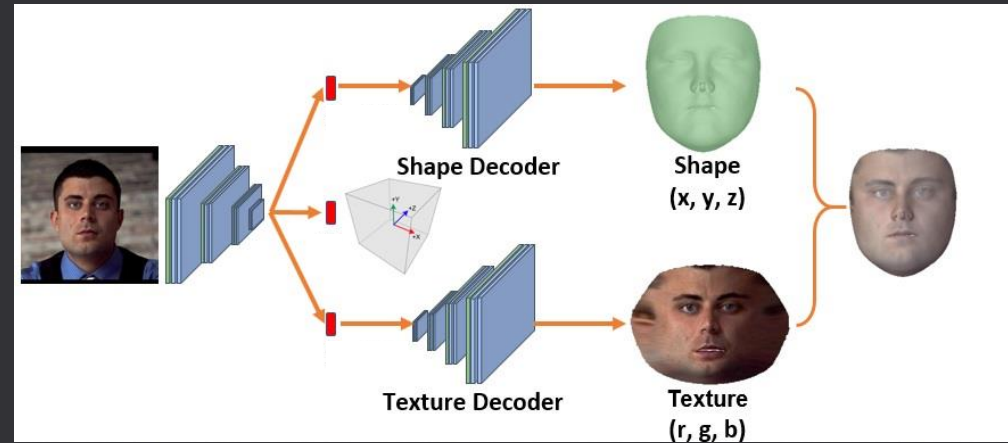 Shape Decoder
Shape
(x, y, z)
+Y
+Z
+X
Texture Decoder
Texture
(r, g, b)